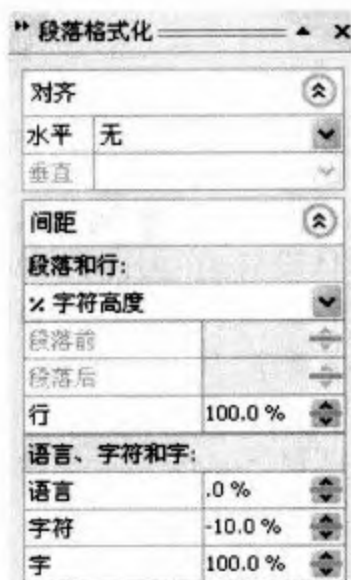 段落格式化
对齐
水平 无
垂直
间距
段落和行:
% 字符高度
段落前
段落后
行 100.0 %
语言、字符和字:
语言 .0 %
字符 -10.0 %
字 100.0 %